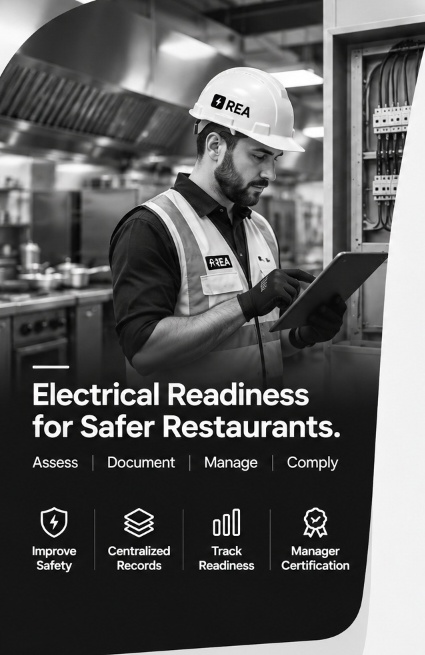 REA
REA
Electrical Readiness
for Safer Restaurants.
Assess | Document | Manage | Comply
Improve Safety
Centralized Records
Track Readiness
Manager Certification